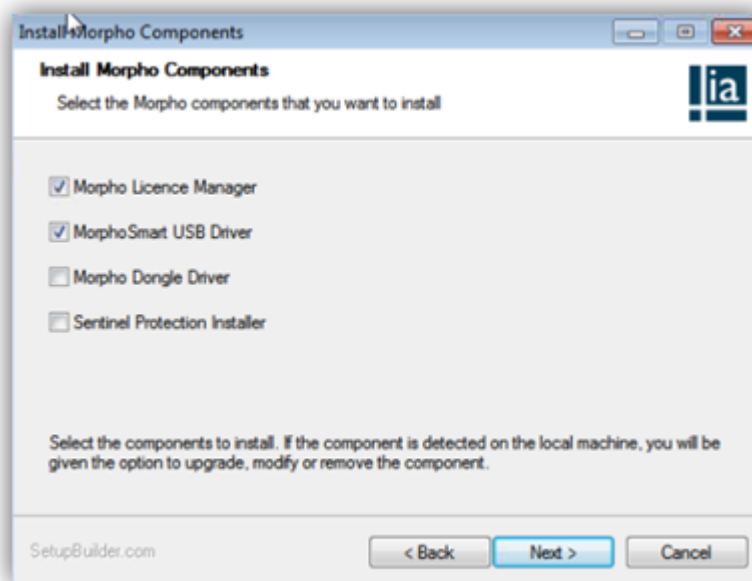 Install Morpho Components
Install Morpho Components
Select the Morpho components that you want to install
ia
Morpho Licence Manager
MorphoSmart USB Driver
Morpho Dongle Driver
Sentinel Protection Installer
Select the components to install. If the component is detected on the local machine, you will be
given the option to upgrade, modify or remove the component.
SetupBuilder.com
< Back
Next >
Cancel